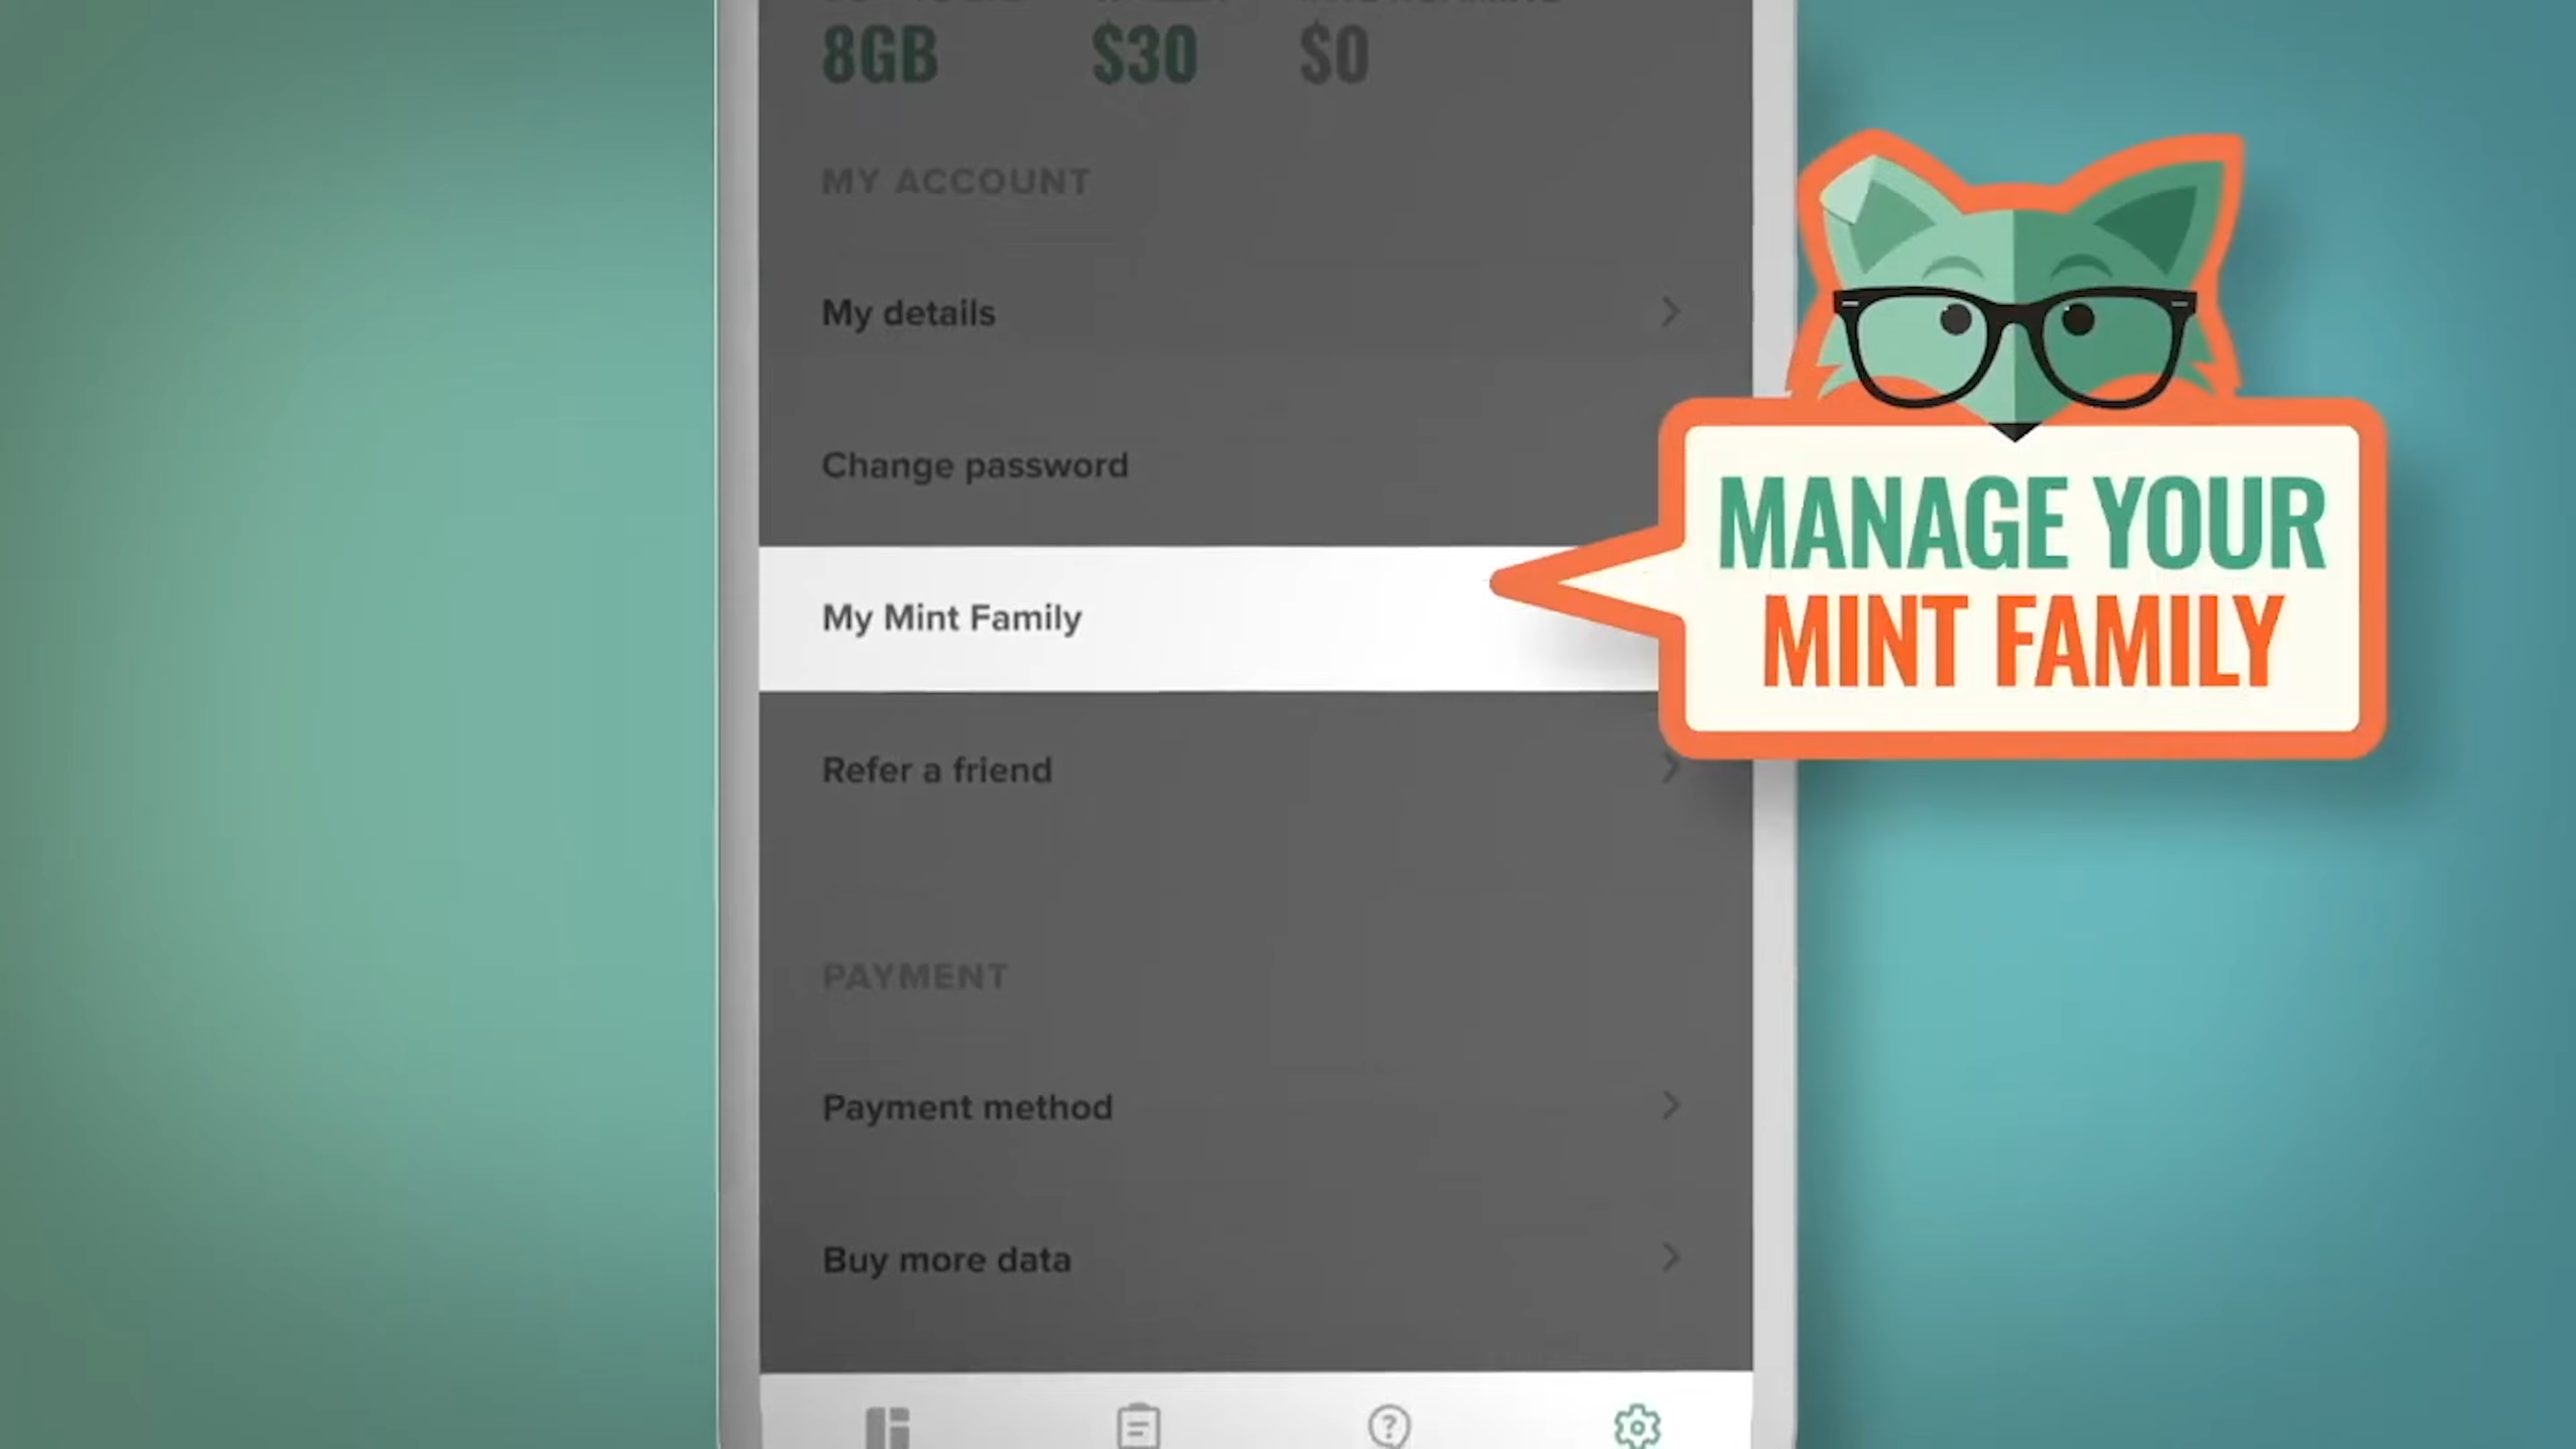 8GB $30 $0
MY ACCOUNT
My details
Change password
My Mint Family
MANAGE YOUR
MINT FAMILY
Refer a friend
PAYMENT
Payment method
Buy more data